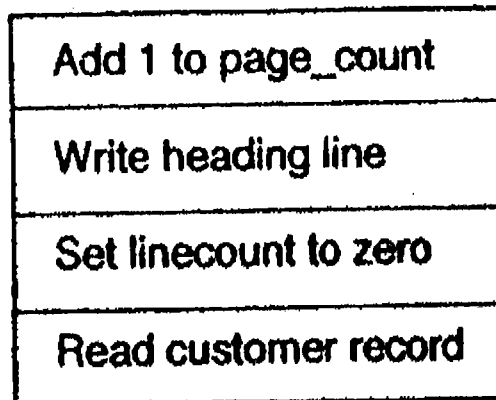 Add 1 to page_count
Write heading line
Set linecount to zero
Read customer record